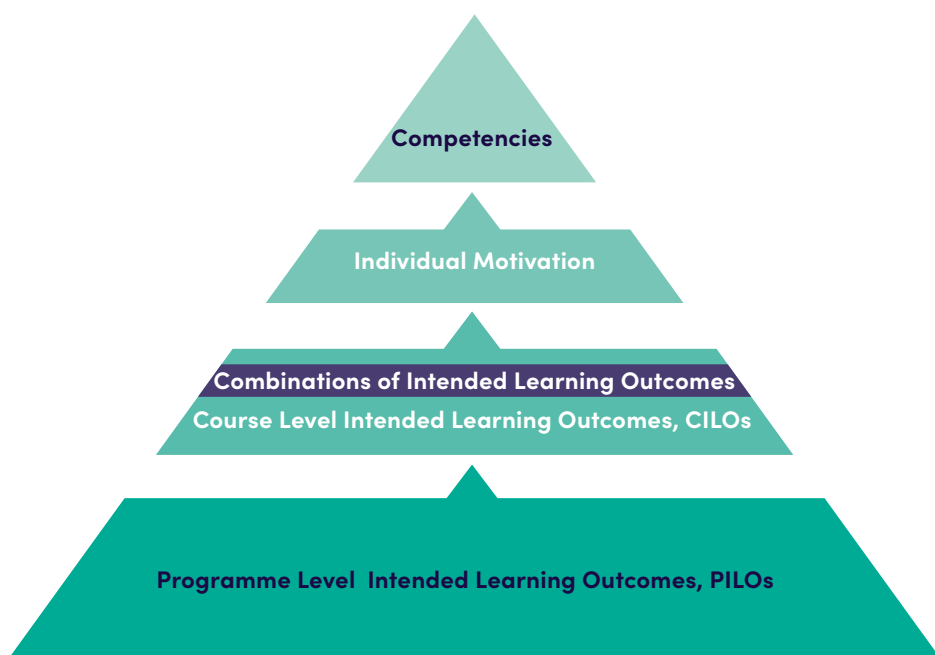 Competencies
Individual Motivation
Combinations of Intended Learning Outcomes
Course Level Intended Learning Outcomes, CILOs
Programme Level  Intended Learning Outcomes, PILOs